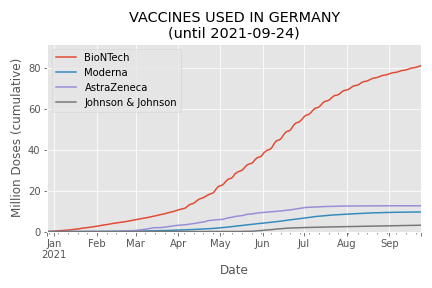 VACCINES USED IN GERMANY
(until 2021-09-24)
BioNTech
Moderna
AstraZeneca
Johnson & Johnson
Million Doses (cumulative)
80
60
40
20
0
Jan Feb Mar Apr May Jun Jul Aug Sep
2021
Date